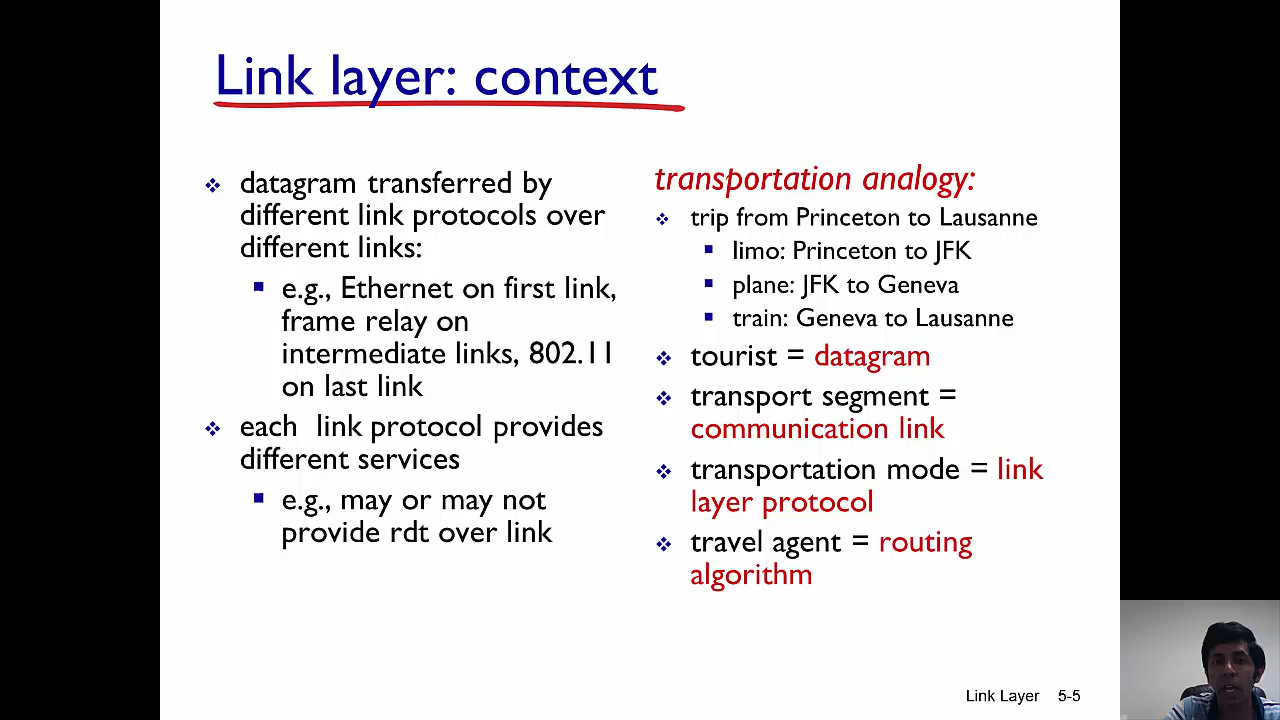 Link layer: context
datagram transferred by
different link protocols over
different links:
e.g., Ethernet on first link,
frame relay on
intermediate links, 802.11
on last link
each link protocol provides
different services
e.g., may or may not
provide rdt over link
transportation analogy:
trip from Princeton to Lausanne
limo: Princeton to JFK
plane: JFK to Geneva
train: Geneva to Lausanne
tourist = datagram
transport segment =
communication link
transportation mode = link
layer protocol
travel agent = routing
algorithm
Link Layer 5-5